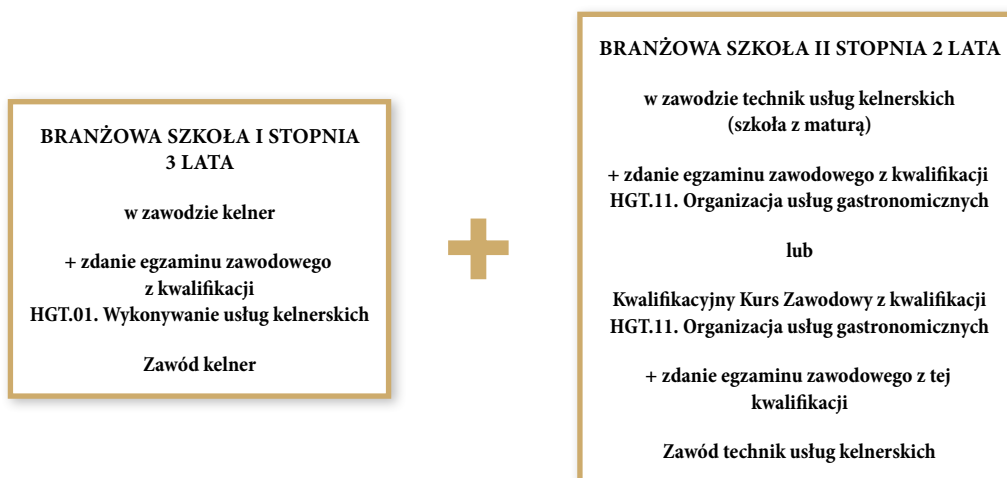 BRANŻOWA SZKOŁA I STOPNIA
3 LATA
w zawodzie kelner
+ zdanie egzaminu zawodowego
z kwalifikacji
HGT.01. Wykonywanie usług kelnerskich
Zawód kelner
+
BRANŻOWA SZKOŁA II STOPNIA 2 LATA
w zawodzie technik usług kelnerskich
(szkoła z maturą)
+ zdanie egzaminu zawodowego z kwalifikacji
HGT.11. Organizacja usług gastronomicznych
lub
Kwalifikacyjny Kurs Zawodowy z kwalifikacji
HGT.11. Organizacja usług gastronomicznych
+ zdanie egzaminu zawodowego z tej
kwalifikacji
Zawód technik usług kelnerskich